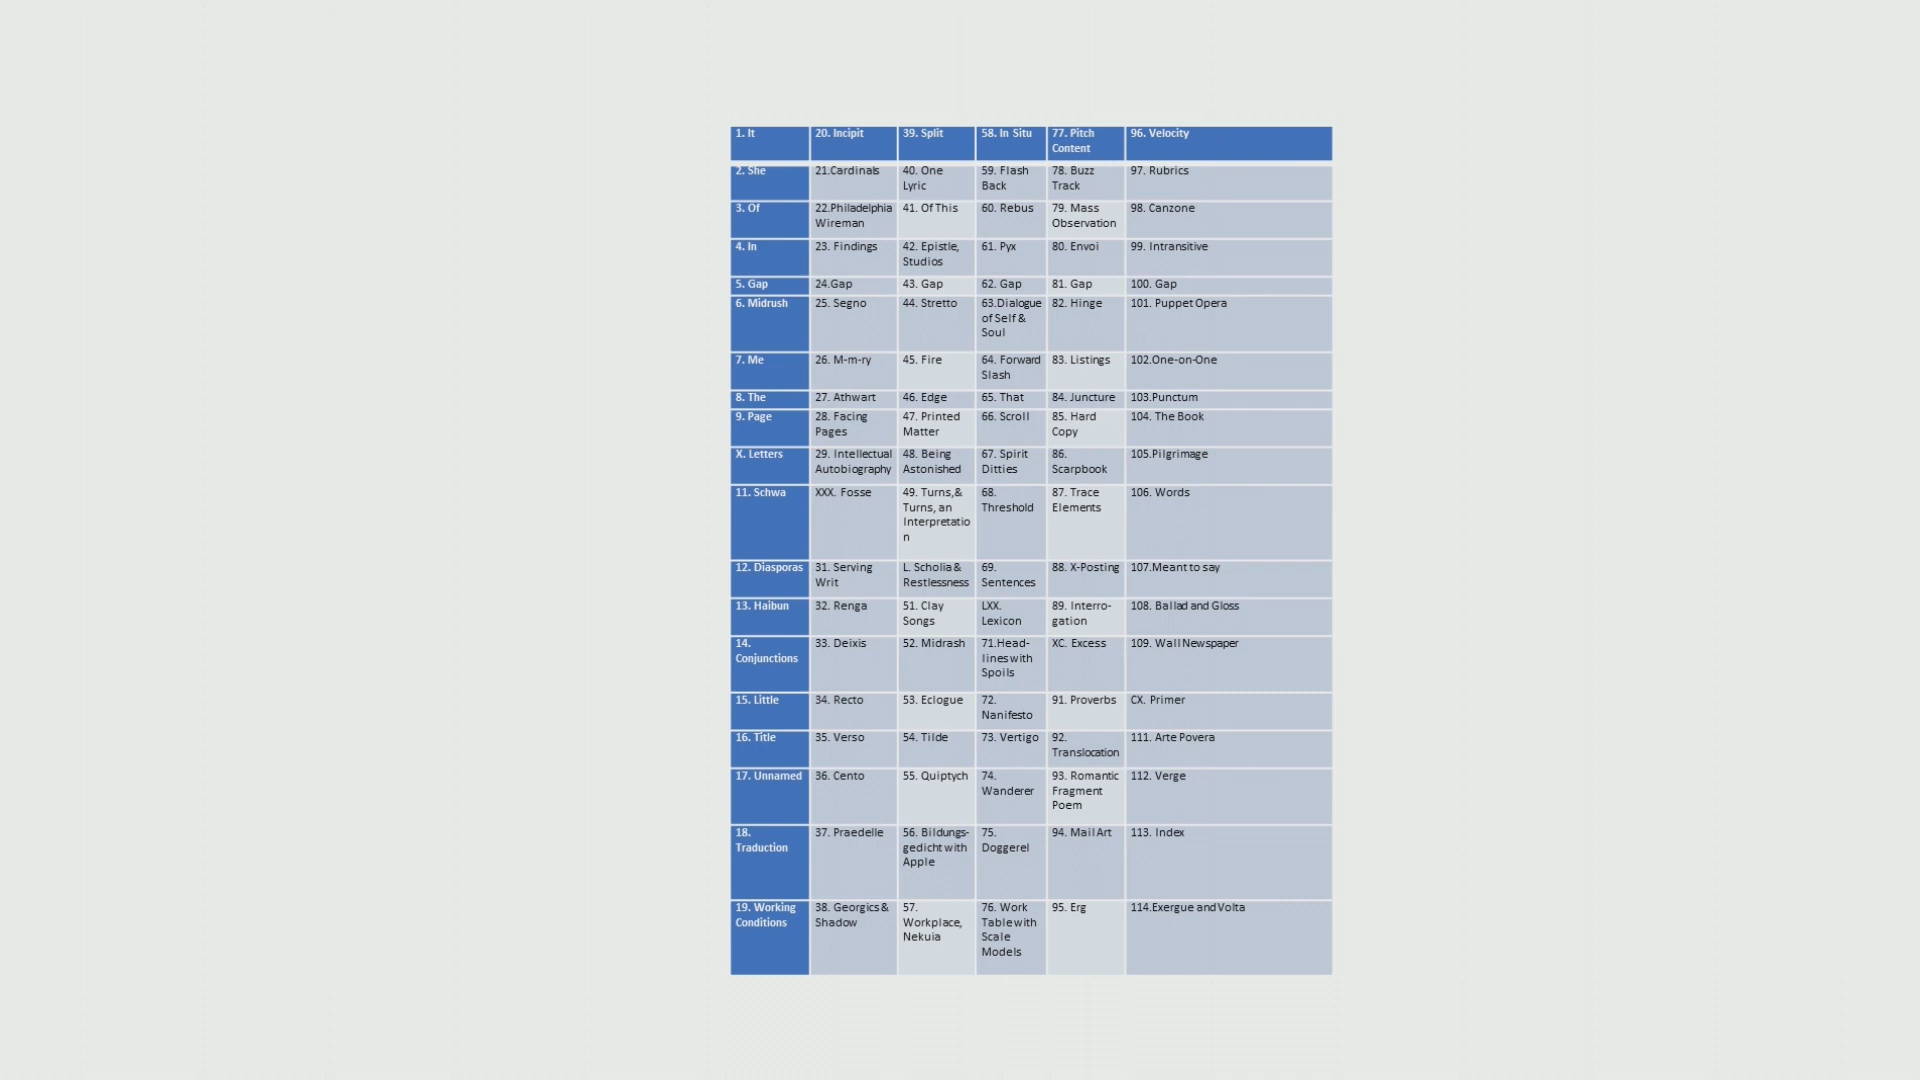 1. It
20. Incipit
39. Split
58. In Situ
77. Pitch
Content
96. Velocity
2. She
21.Cardinals
40. One
Lyric
59. Flash
Back
78. Buzz
Track
97. Rubrics
3. Of
22.Philadelphia
Wireman
41. Of This
60. Rebus
79. Mass
Observation
98. Canzone
4. In
23. Findings
42. Epistle,
Studios
61. Pyx
80. Envoi
99. Intransitive
5. Gap
24.Gap
43. Gap
62. Gap
81. Gap
100. Gap
6. Midrush
25. Segno
44. Stretto
63.Dialogue
of Self &
Soul
82. Hinge
101. Puppet Opera
7. Me
26. M-m-ry
45. Fire
64. Forward
Slash
83. Listings
102.One-on-One
8. The
27. Athwart
46. Edge
65. That
84. Juncture
103.Punctum
9. Page
28. Facing
Pages
47. Printed
Matter
66. Scroll
85. Hard
Copy
104. The Book
X. Letters
29. Intellectual
Autobiography
48. Being
Astonished
67. Spirit
Ditties
86.
Scarpbook
105.Pilgrimage
11. Schwa
XXX. Fosse
49. Turns,&
Turns, an
Interpretatio
n
68.
Threshold
87. Trace
Elements
106. Words
12. Diasporas
31. Serving
Writ
L. Scholia &
Restlessness
69.
Sentences
88. X-Posting
107.Meant to say
13. Haibun
32. Renga
51. Clay
Songs
LXX.
Lexicon
89. Interro-
gation
108. Ballad and Gloss
14.
Conjunctions
33. Deixis
52. Midrash
71.Head-
lines with
Spoils
XC. Excess
109. Wall Newspaper
15. Little
34. Recto
53. Eclogue
72.
Nanifesto
91. Proverbs
CX. Primer
16. Title
35. Verso
54. Tilde
73. Vertigo
92.
Translocation
111. Arte Povera
17. Unnamed
36. Cento
55. Quiptych
74.
Wanderer
93. Romantic
Fragment
Poem
112. Verge
18.
Traduction
37. Praedelle
56. Bildungs-
gedicht with
Apple
75.
Doggerel
94. Mail Art
113. Index
19. Working
Conditions
38. Georgics &
Shadow
57.
Workplace,
Nekuia
76. Work
Table with
Scale
Models
95. Erg
114.Exergue and Volta